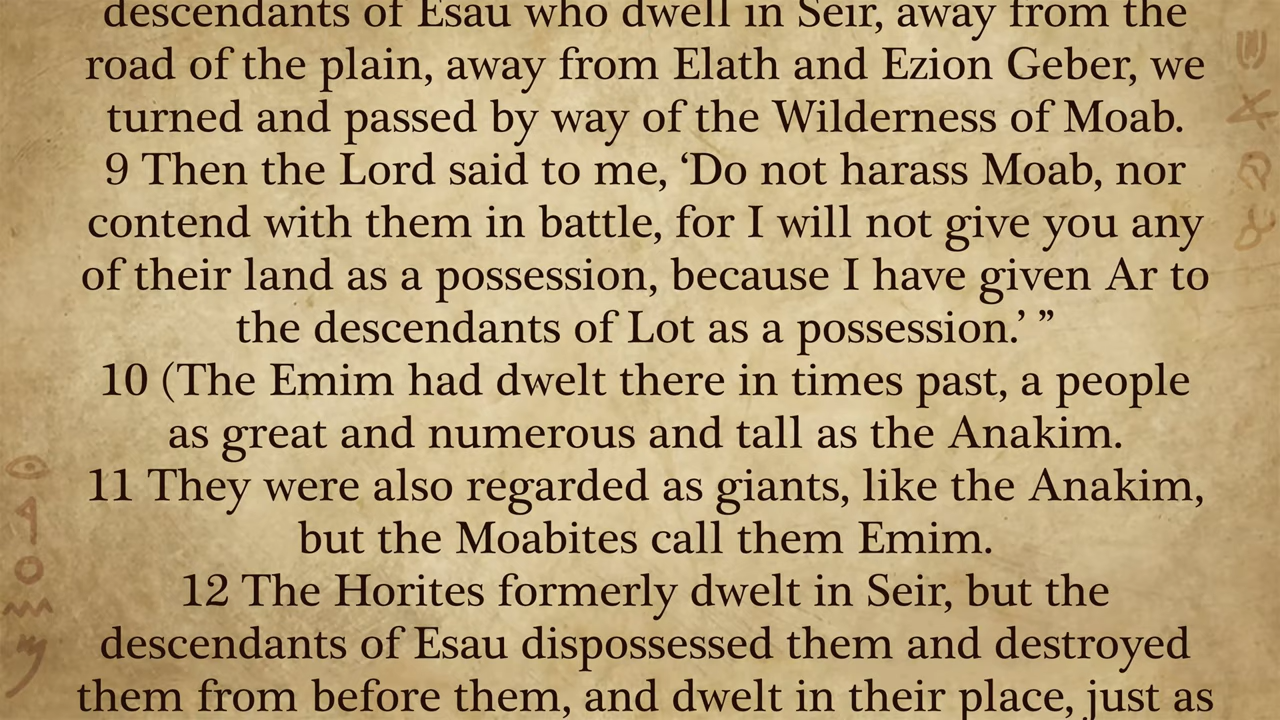 descendants of Esau who dwell in Seir, away from the
road of the plain, away from Elath and Ezion Geber, we
turned and passed by way of the Wilderness of Moab.
9 Then the Lord said to me, ‘Do not harass Moab, nor
contend with them in battle, for I will not give you any
of their land as a possession, because I have given Ar to
the descendants of Lot as a possession.’ ”
10 (The Emim had dwelt there in times past, a people
as great and numerous and tall as the Anakim.
11 They were also regarded as giants, like the Anakim,
but the Moabites call them Emim.
12 The Horites formerly dwelt in Seir, but the
descendants of Esau dispossessed them and destroyed
them from before them, and dwelt in their place, just as